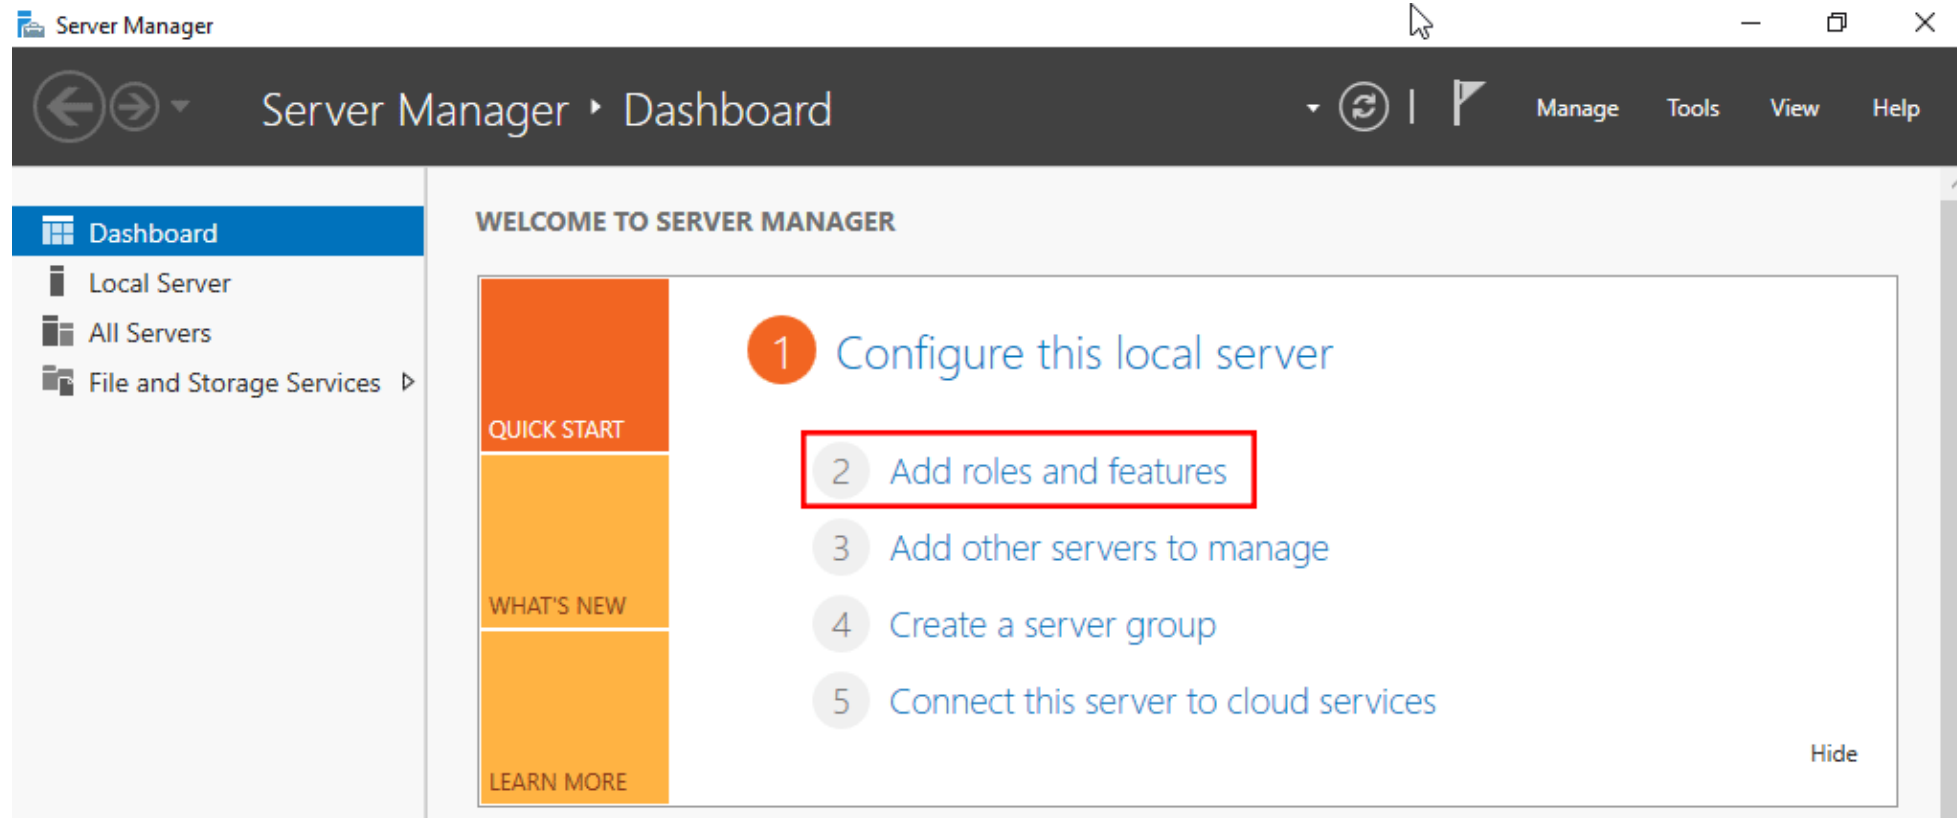 Server Manager
Server Manager ‣ Dashboard
Manage Tools View Help
Dashboard
Local Server
All Servers
File and Storage Services
WELCOME TO SERVER MANAGER
QUICK START
WHAT'S NEW
LEARN MORE
1 Configure this local server
2 Add roles and features
3 Add other servers to manage
4 Create a server group
5 Connect this server to cloud services
Hide